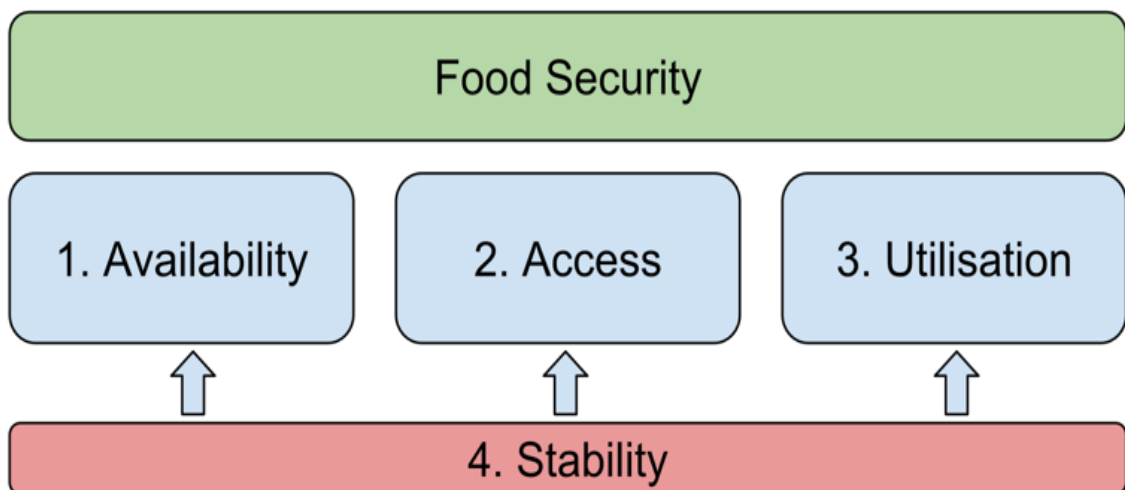 Food Security
1. Availability
2. Access
3. Utilisation
4. Stability